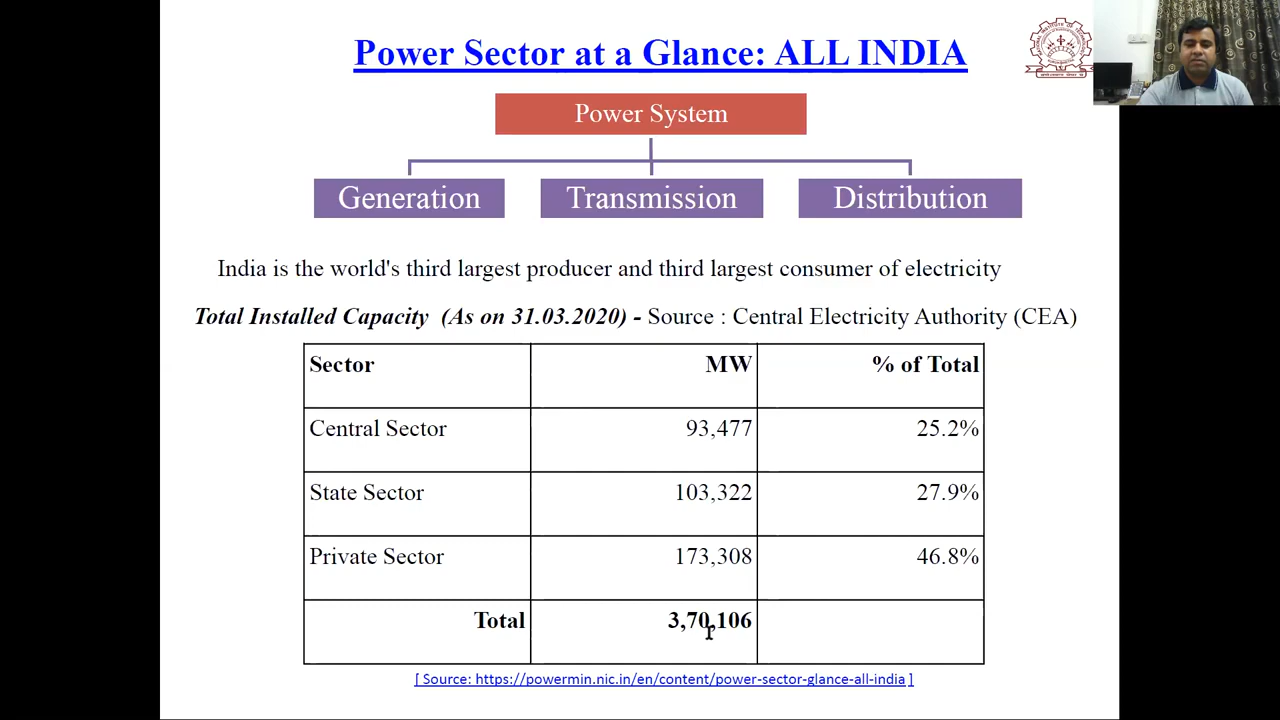 Power Sector at a Glance: ALL INDIA
Power System
Generation Transmission Distribution
India is the world's third largest producer and third largest consumer of electricity
Total Installed Capacity (As on 31.03.2020) - Source : Central Electricity Authority (CEA)
Sector MW % of Total
Central Sector 93,477 25.2%
State Sector 103,322 27.9%
Private Sector 173,308 46.8%
Total 3,70,106
[ Source: https://powermin.nic.in/en/content/power-sector-glance-all-india ]